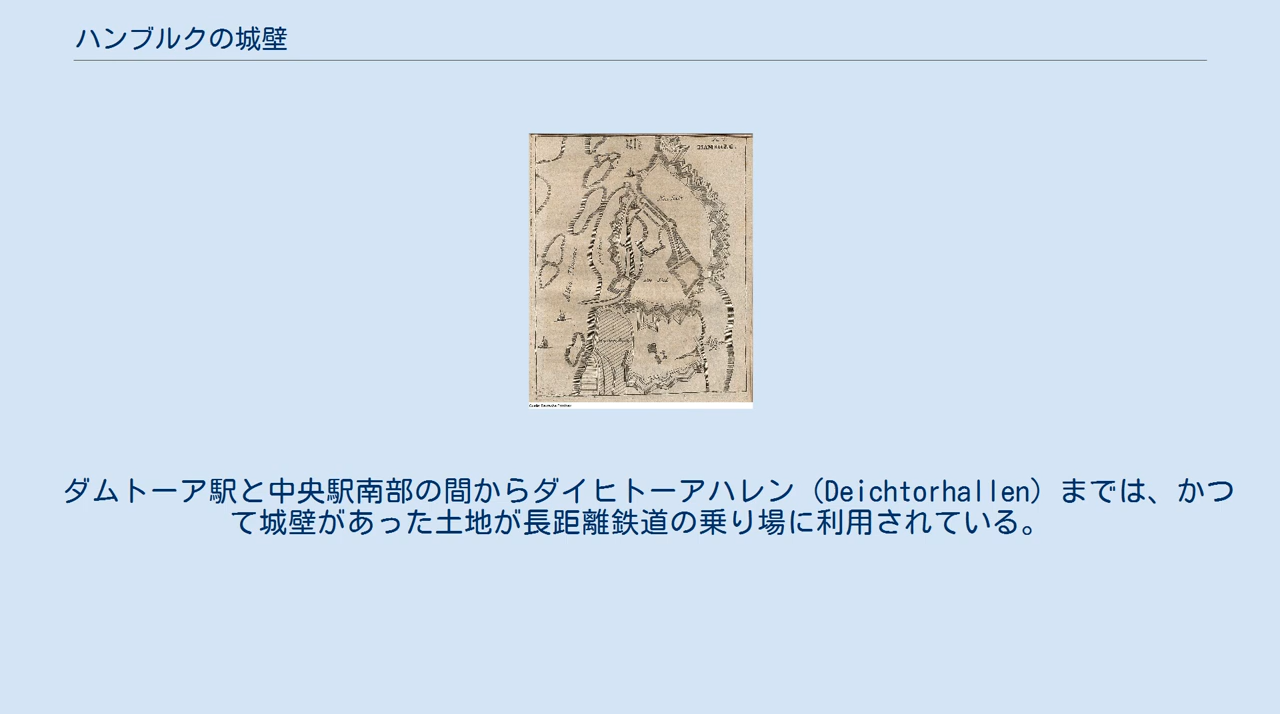 ハンブルクの城壁
ダムトーア駅と中央駅南部の間からダイヒトーアハレン（Deichtorhallen）までは、かつ
て城壁があった土地が長距離鉄道の乗り場に利用されている。